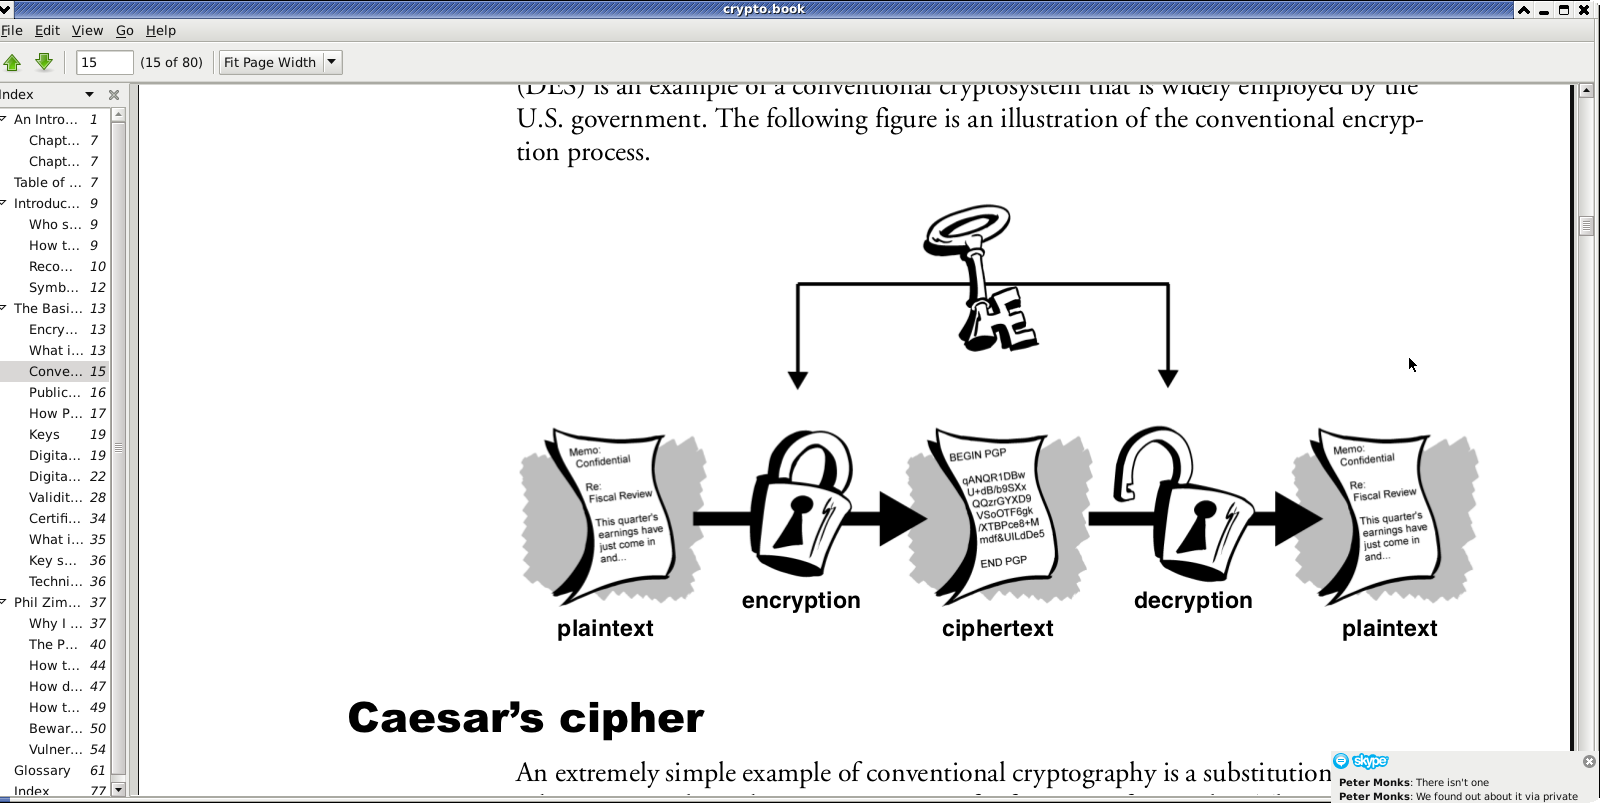 crypto.book
File Edit View Go Help
15 (15 of 80) Fit Page Width
Index
An Intro... 1
Chapt... 7
Chapt... 7
Table of ... 7
Introduc... 9
Who s... 9
How t... 9
Reco... 10
Symb... 12
The Basi... 13
Encry... 13
What i... 13
Conve... 15
Public... 16
How P... 17
Keys 19
Digita... 19
Digita... 22
Validit... 28
Certifi... 34
What i... 35
Key s... 36
Techni... 36
Phil Zim... 37
Why I ... 37
The P... 40
How t... 44
How d... 47
How t... 49
Bewar... 50
Vulner... 54
Glossary 61
Index 77
(DES) is an example of a conventional cryptosystem that is widely employed by the
U.S. government. The following figure is an illustration of the conventional encryp-
tion process.
Memo:
Confidential
Re:
Fiscal Review
This quarter's
earnings have
just come in
and...
plaintext
encryption
BEGIN PGP
qANQR1DBw
U+dB/b9SXx
QQzrGYXD9
VSoOTF6gk
/XTBPce8+M
mdf&UILdDe5
END PGP
ciphertext
decryption
Memo:
Confidential
Re:
Fiscal Review
This quarter's
earnings have
just come in
and...
plaintext
Caesar's cipher
An extremely simple example of conventional cryptography is a substitution
skype
Peter Monks: There isn't one
Peter Monks: We found out about it via private